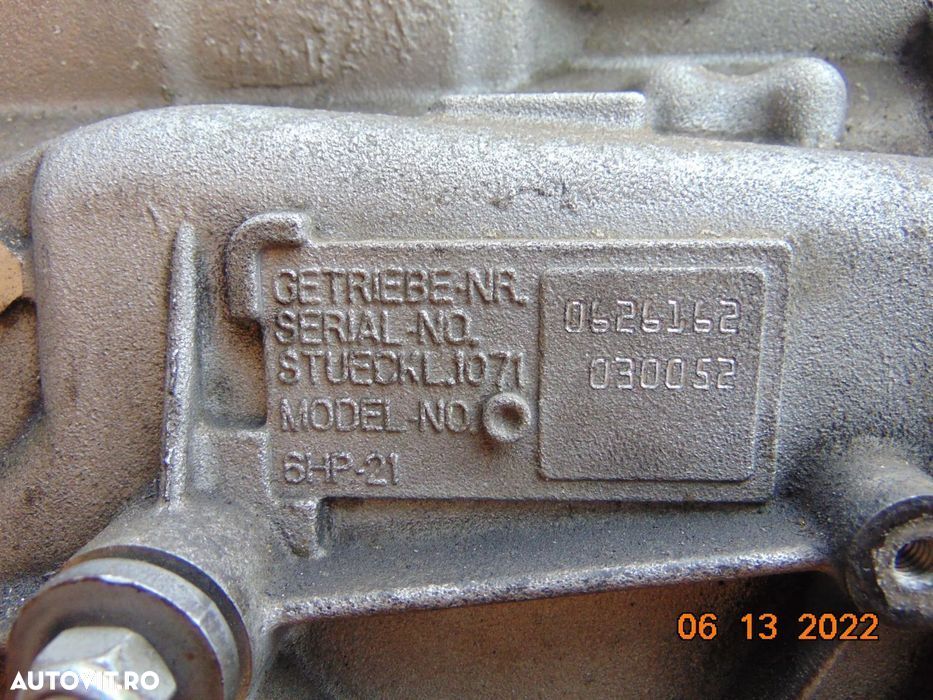 GETRIEBE-NR.
SERIAL-NO.
STUECKL.1071
MODEL-NO.
6HP-21
0626162
030052
06 13 2022
AUTOVIT.RO